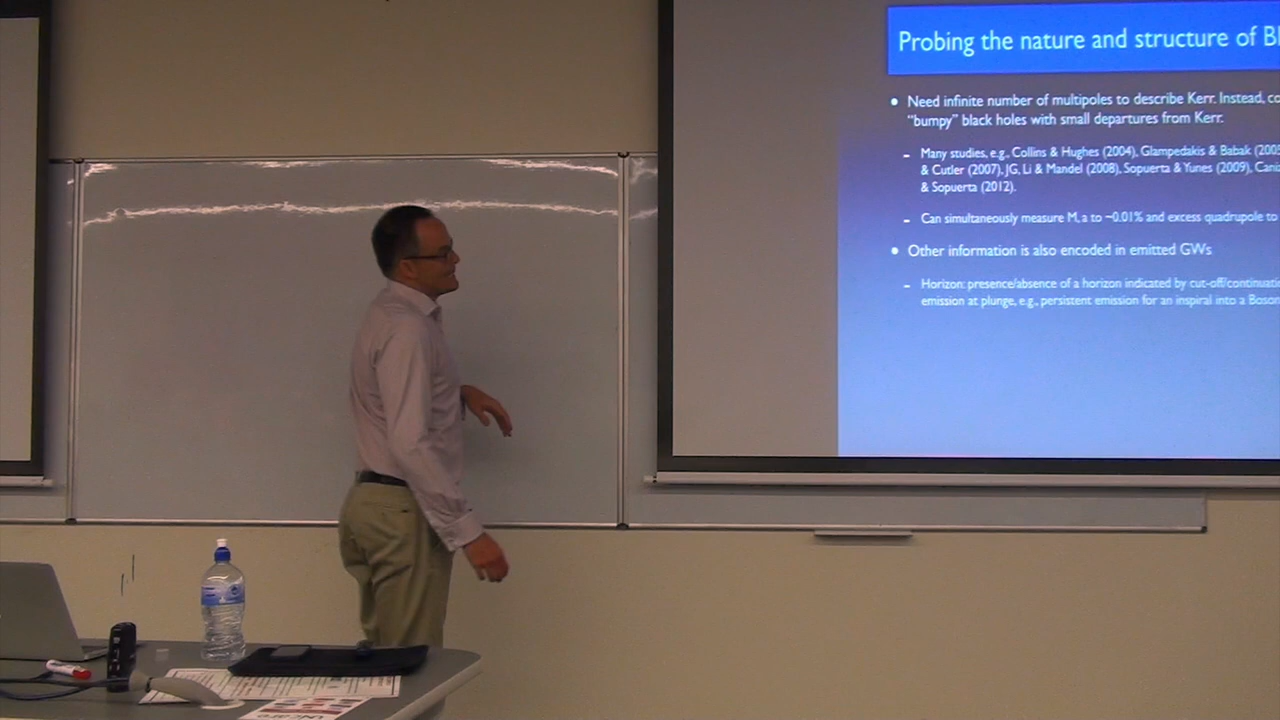 Probing the nature and structure of B
Need infinite number of multipoles to describe Kerr. Instead, co
"bumpy" black holes with small departures from Kerr.
Many studies, e.g., Collins & Hughes (2004), Glampedakis & Babak (2005
& Cutler (2007), JG, Li & Mandel (2008), Sopuerta & Yunes (2009), Cani
& Sopuerta (2012).
Can simultaneously measure M, a to ~0.01% and excess quadrupole to
Other information is also encoded in emitted GWs
Horizon: presence/absence of a horizon indicated by cut-off/continuati
emission at plunge, e.g., persistent emission for an inspiral into a Boson